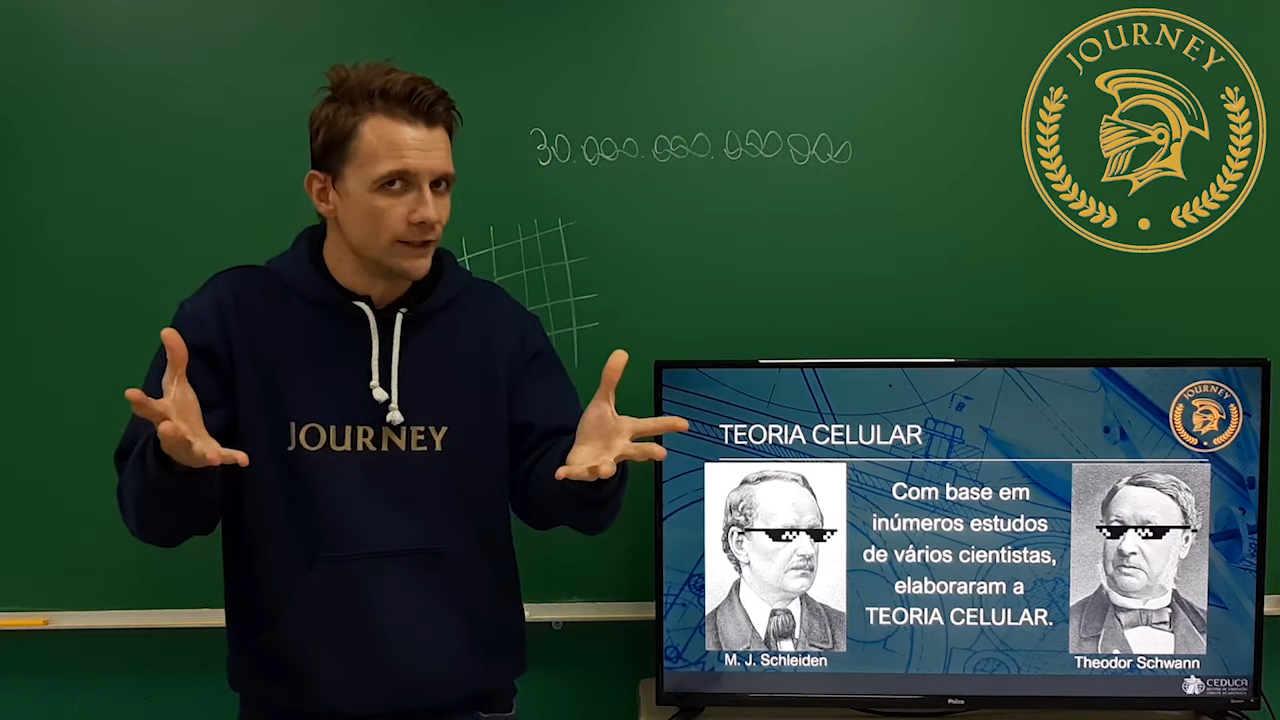 JOURNEY
30.000.000.000 000
JOURNEY
JOURNEY
TEORIA CELULAR
Com base em
inúmeros estudos
de vários cientistas,
elaboraram a
TEORIA CELULAR.
M. J. Schleiden
Theodor Schwann
CEDUCA
Philco